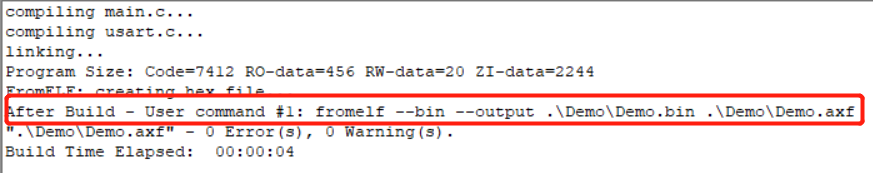 compiling main.c...
compiling usart.c...
linking...
Program Size: Code=7412 RO-data=456 RW-data=20 ZI-data=2244
FromELF: creating hex file...
After Build - User command #1: fromelf --bin --output .\Demo\Demo.bin .\Demo\Demo.axf
".\Demo\Demo.axf" - 0 Error(s), 0 Warning(s).
Build Time Elapsed:  00:00:04